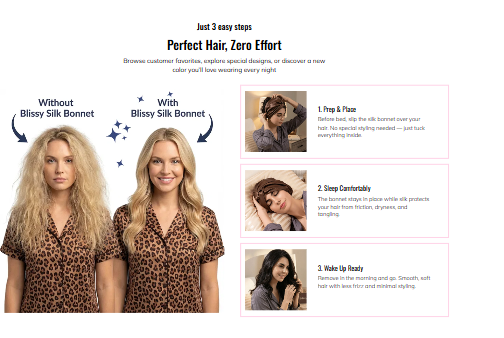 Just 3 easy steps
Perfect Hair, Zero Effort
Browse customer favorites, explore special designs, or discover a new
color you'll love wearing every night
Without
Blissy Silk Bonnet
With
Blissy Silk Bonnet
1. Prep & Place
Before bed, slip the silk bonnet over your
hair. No special styling needed — just tuck
everything inside.
2. Sleep Comfortably
The bonnet stays in place while silk protects
your hair from friction, dryness, and
tangling.
3. Wake Up Ready
Remove in the morning and go. Smooth, soft
hair with less frizz and minimal styling.